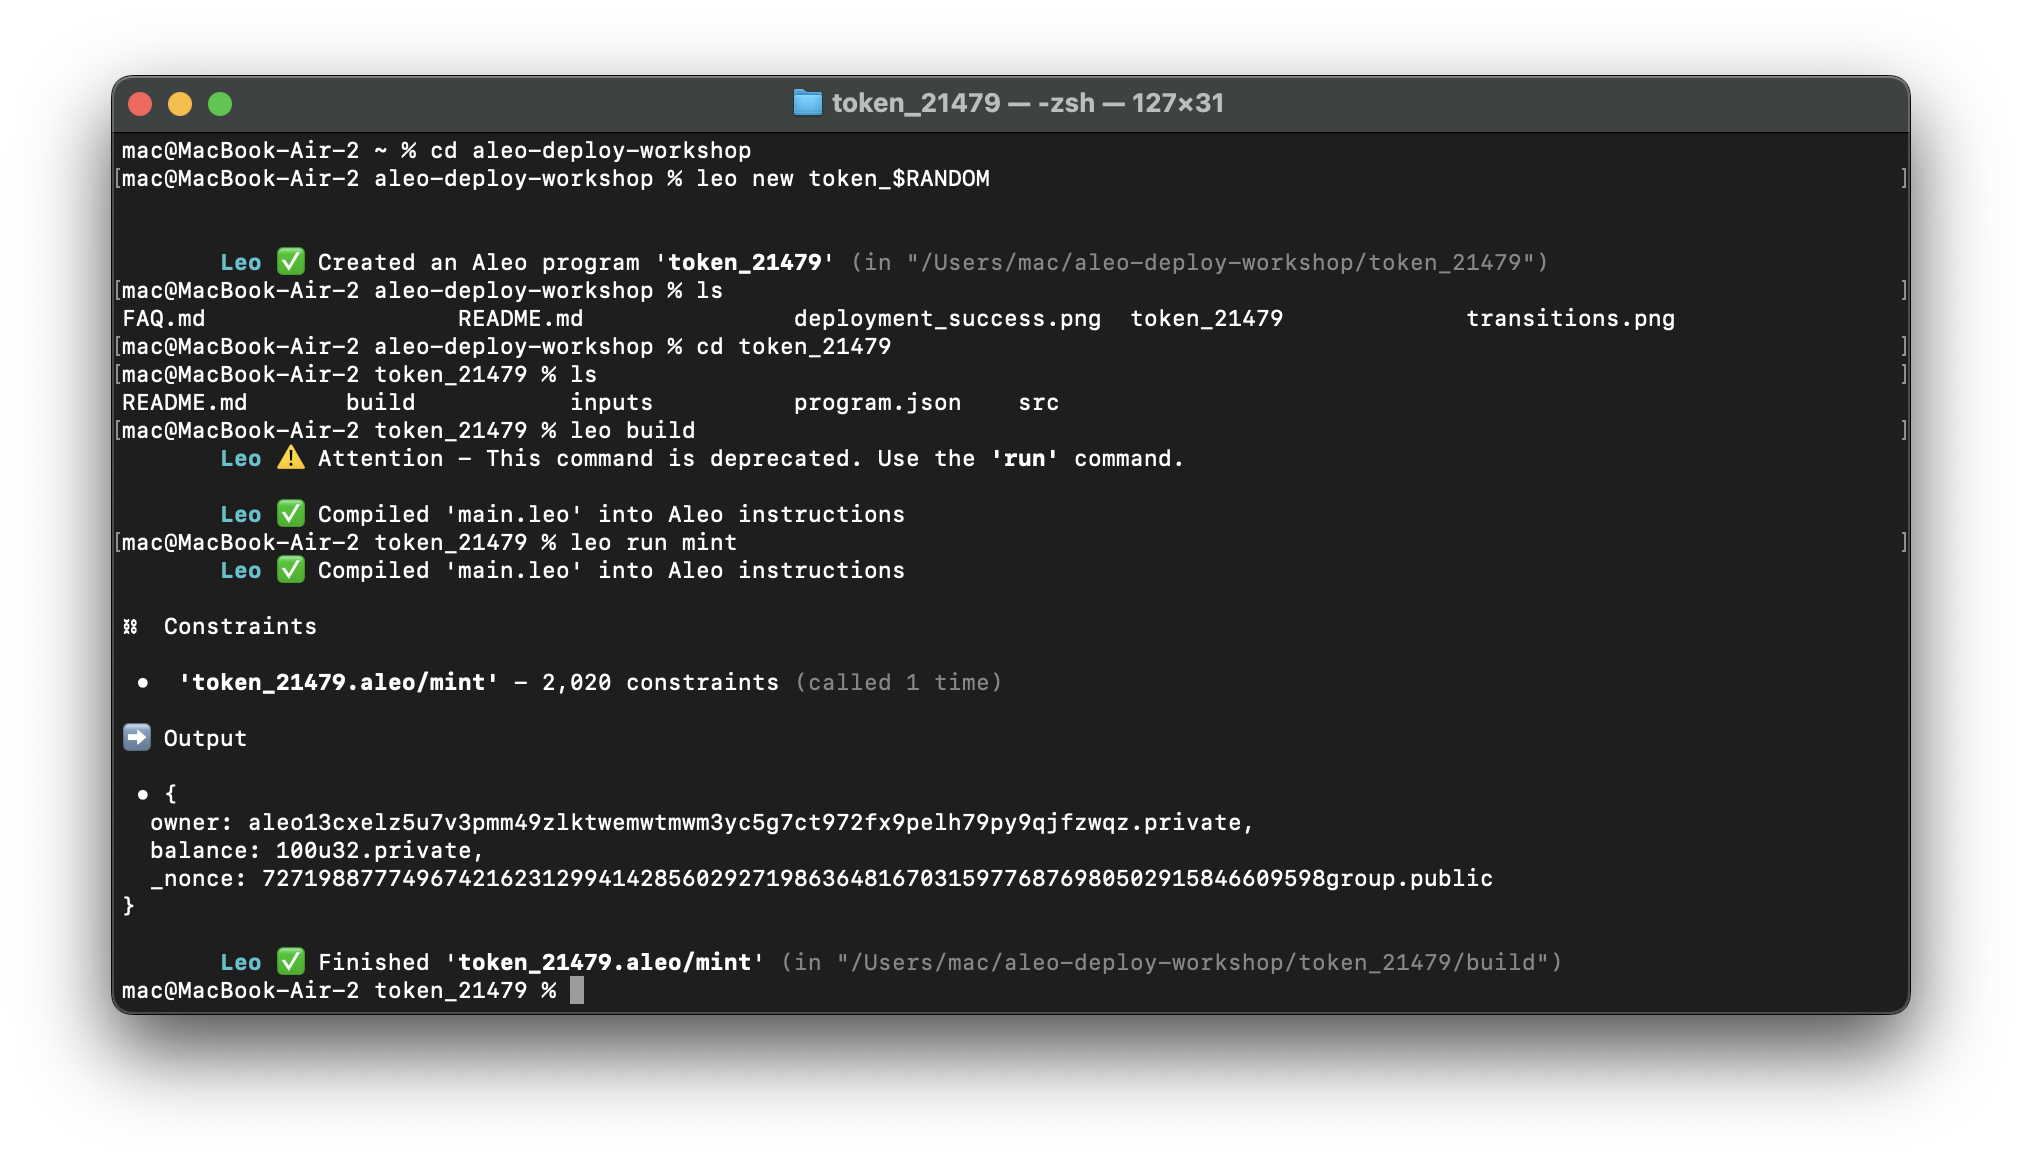 token_21479 — -zsh — 127×31
mac@MacBook-Air-2 ~ % cd aleo-deploy-workshop
[mac@MacBook-Air-2 aleo-deploy-workshop % leo new token_$RANDOM ]
Leo ✅ Created an Aleo program 'token_21479' (in "/Users/mac/aleo-deploy-workshop/token_21479")
[mac@MacBook-Air-2 aleo-deploy-workshop % ls ]
FAQ.md README.md deployment_success.png token_21479 transitions.png
[mac@MacBook-Air-2 aleo-deploy-workshop % cd token_21479 ]
[mac@MacBook-Air-2 token_21479 % ls ]
README.md build inputs program.json src
[mac@MacBook-Air-2 token_21479 % leo build ]
Leo ⚠️ Attention - This command is deprecated. Use the 'run' command.
Leo ✅ Compiled 'main.leo' into Aleo instructions
[mac@MacBook-Air-2 token_21479 % leo run mint ]
Leo ✅ Compiled 'main.leo' into Aleo instructions
⛓ Constraints
• 'token_21479.aleo/mint' - 2,020 constraints (called 1 time)
➡️ Output
• {
owner: aleo13cxelz5u7v3pmm49zlktwemwtmwm3yc5g7ct972fx9pelh79py9qjfzwqz.private,
balance: 100u32.private,
_nonce: 7271988777496742162312994142856029271986364816703159776876980502915846609598group.public
}
Leo ✅ Finished 'token_21479.aleo/mint' (in "/Users/mac/aleo-deploy-workshop/token_21479/build")
mac@MacBook-Air-2 token_21479 %